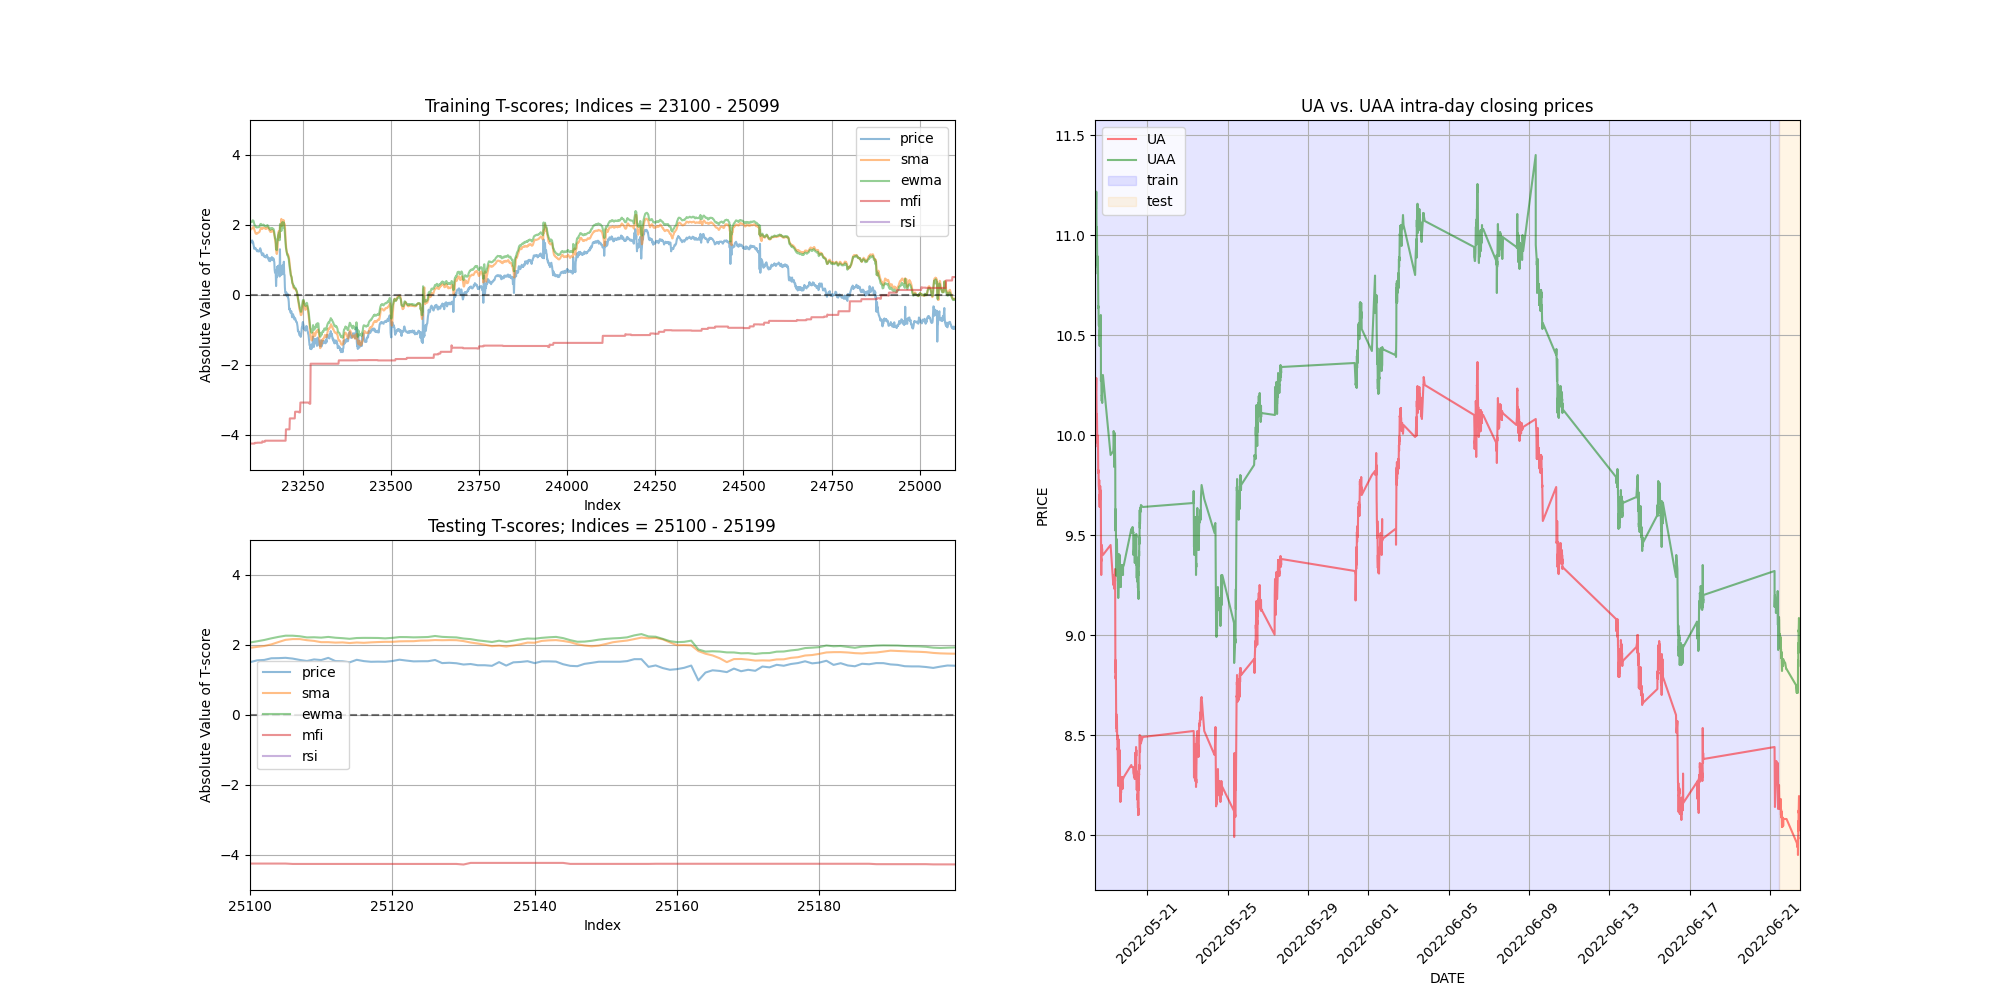 Training T-scores; Indices = 23100 - 25099
Absolute Value of T-score
4
2
0
−2
−4
price
sma
ewma
mfi
rsi
23250 23500 23750 24000 24250 24500 24750 25000
Index
Testing T-scores; Indices = 25100 - 25199
Absolute Value of T-score
4
2
0
−2
−4
price
sma
ewma
mfi
rsi
25100 25120 25140 25160 25180
Index
UA vs. UAA intra-day closing prices
PRICE
11.5
11.0
10.5
10.0
9.5
9.0
8.5
8.0
UA
UAA
train
test
2022-05-21 2022-05-25 2022-05-29 2022-06-01 2022-06-05 2022-06-09 2022-06-13 2022-06-17 2022-06-21
DATE